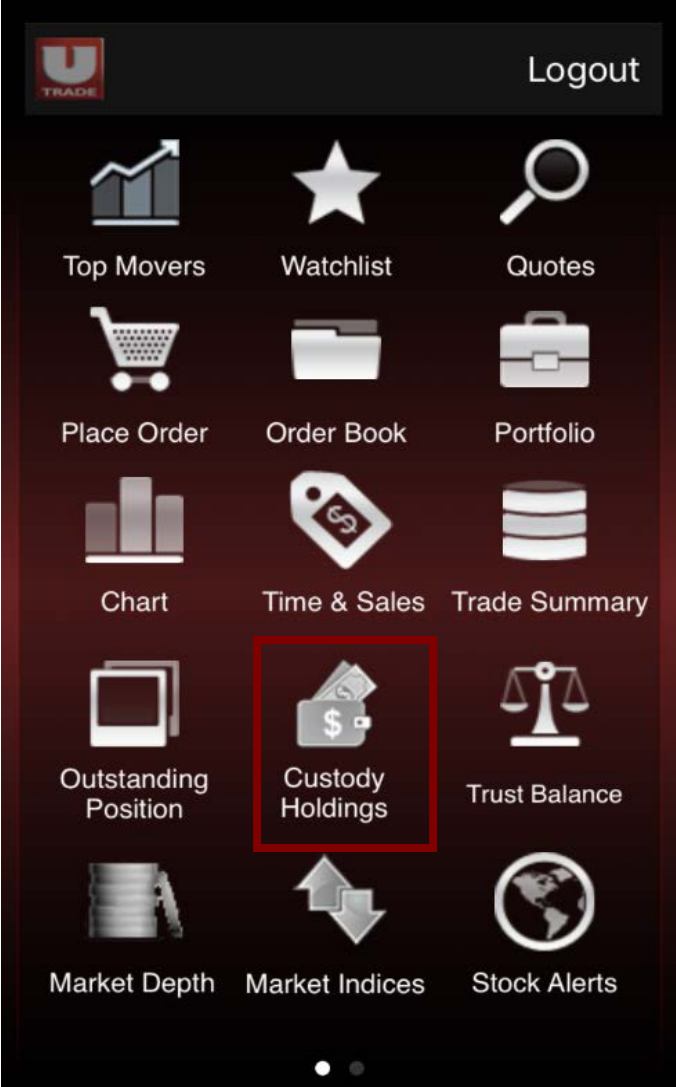 U
TRADE
Logout
Top Movers
Watchlist
Quotes
Place Order
Order Book
Portfolio
Chart
$
Time & Sales
Trade Summary
$
Outstanding
Position
Custody
Holdings
Trust Balance
Market Depth
Market Indices
Stock Alerts